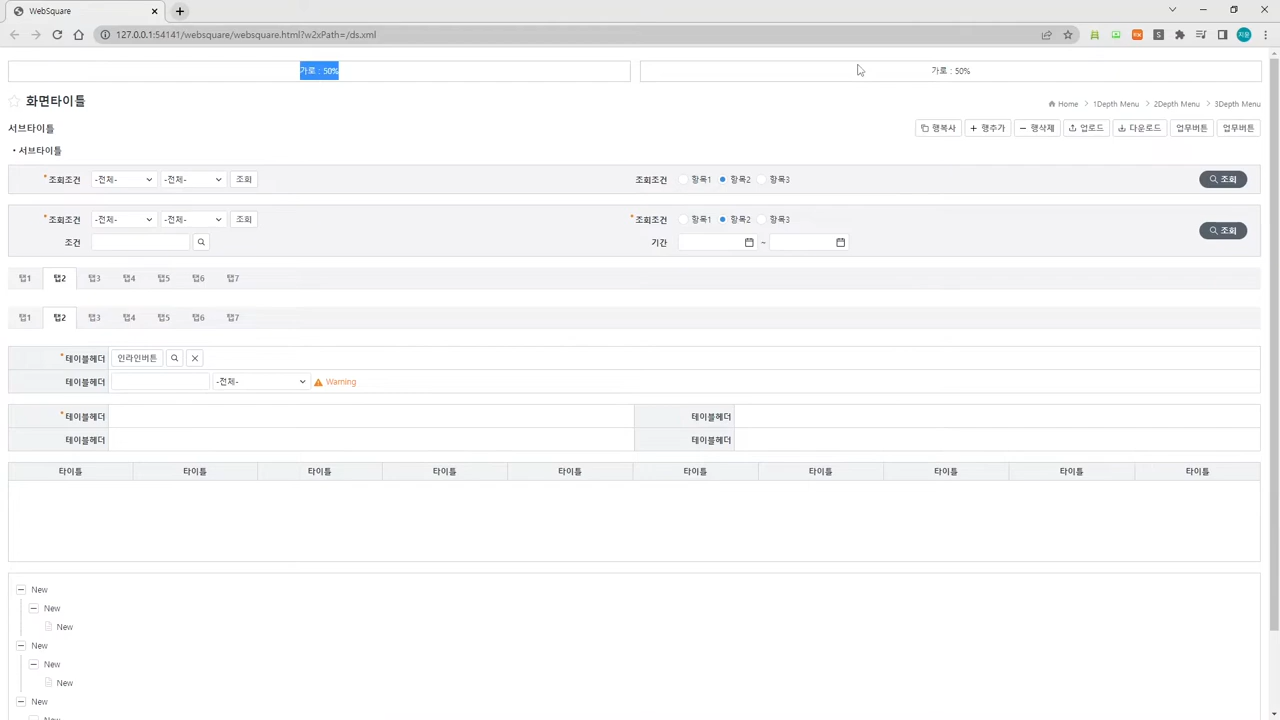 WebSquare
127.0.0.1:54141/websquare/websquare.html?w2xPath=/ds.xml
지윤
가로 : 50%
가로 : 50%
화면타이틀
Home > 1Depth Menu > 2Depth Menu > 3Depth Menu
서브타이틀
행복사 행추가 행삭제 업로드 다운로드 업무버튼 업무버튼
• 서브타이틀
* 조회조건 -전체- -전체- 조회 조회조건 항목1 항목2 항목3 조회
* 조회조건 -전체- -전체- 조회 * 조회조건 항목1 항목2 항목3
조회
조건 기간 ~
탭1 탭2 탭3 탭4 탭5 탭6 탭7
탭1 탭2 탭3 탭4 탭5 탭6 탭7
* 테이블헤더 인라인버튼
테이블헤더 -전체- Warning
* 테이블헤더 테이블헤더
테이블헤더 테이블헤더
타이틀 타이틀 타이틀 타이틀 타이틀 타이틀 타이틀 타이틀 타이틀 타이틀
New
New
New
New
New
New
New